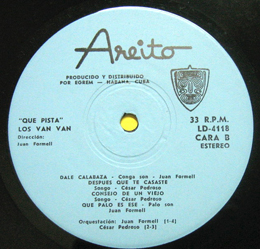 Areito
PRODUCIDO Y DISTRIBUIDO
POR EGREM — HABANA, CUBA
"QUE PISTA"
LOS VAN VAN
Dirección:
Juan Formell
33 R.P.M.
LD-4118
CARA B
ESTEREO
DALE CALABAZA - Conga son - Juan Formell
DESPUES QUE TE CASASTE
Songo - César Pedroso
CONSEJO DE UN VIEJO
Songo - César Pedroso
QUE PALO ES ESE - Palo son
Juan Formell
Orquestación: Juan Formell (1-4)
César Pedroso (2-3)